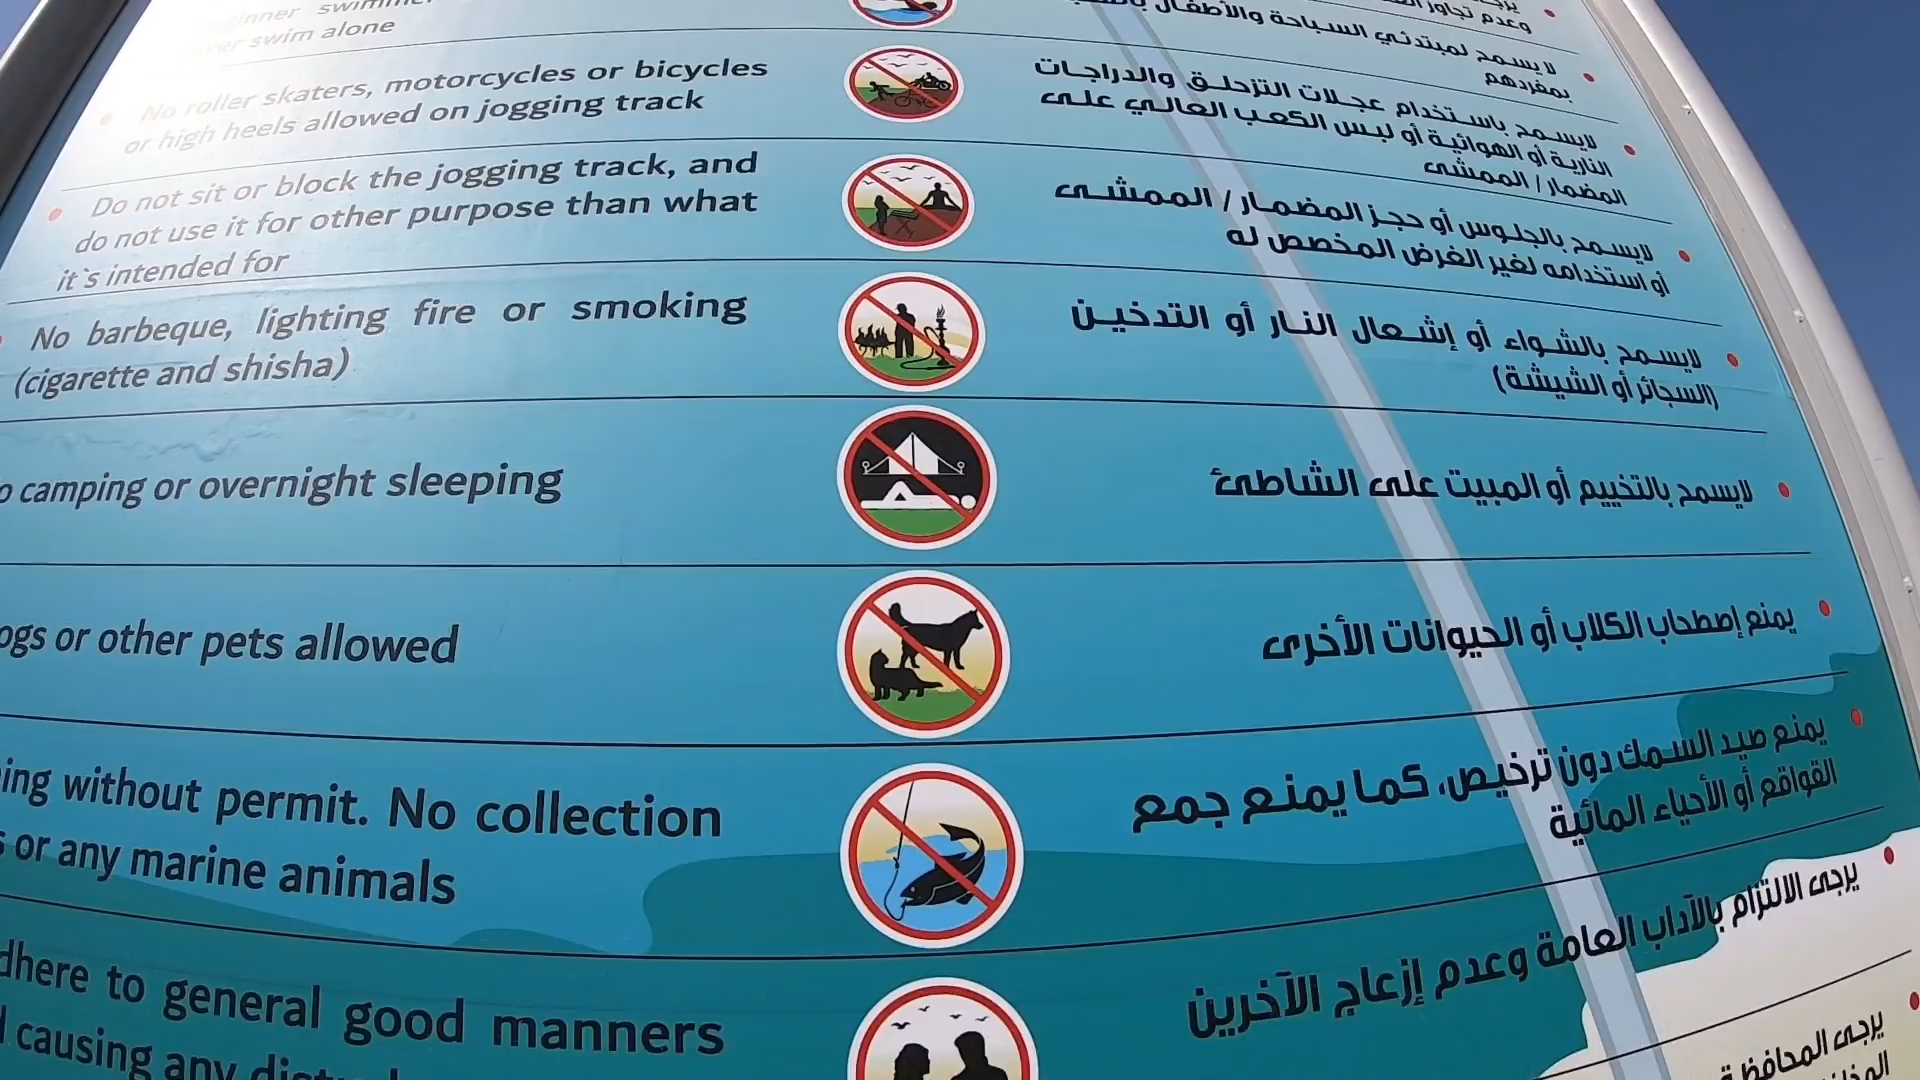 swim alone
No roller skaters, motorcycles or bicycles
or high heels allowed on jogging track
Do not sit or block the jogging track, and
do not use it for other purpose than what
it`s intended for
No barbeque, lighting fire or smoking
(cigarette and shisha)
camping or overnight sleeping
or other pets allowed
without permit. No collection
or any marine animals
to general good manners
causing any
وعدم تجاوز
لا يسمح لمبتدئي السباحة والأطفال
بمفردهم
لايسمح باستخدام عجلات التزحلق والدراجات
النارية أو الهوائية أو لبس الكعب العالي على
المضمار / الممشى
لايسمح بالجلوس أو حجز المضمار / الممشى
أو استخدامه لغير الغرض المخصص له
لايسمح بالشواء أو إشعال النار أو التدخين
(السجائر أو الشيشة)
لايسمح بالتخييم أو المبيت على الشاطئ
يمنع إصطحاب الكلاب أو الحيوانات الأخرى
يمنع صيد السمك دون ترخيص، كما يمنع جمع
القواقع أو الأحياء المائية
يرجى الالتزام بالآداب العامة وعدم إزعاج الآخرين
يرجى المحافظة